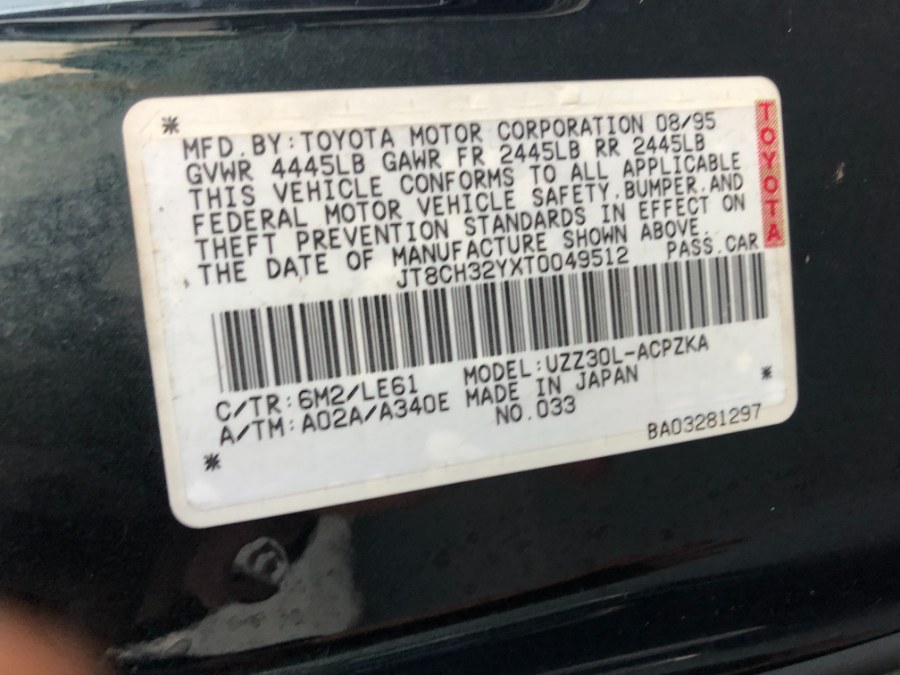 MFD.BY:TOYOTA MOTOR CORPORATION 08/95
GVWR 4445LB GAWR FR 2445LB RR 2445LB
THIS VEHICLE CONFORMS TO ALL APPLICABLE
FEDERAL MOTOR VEHICLE SAFETY,BUMPER,AND
THEFT PREVENTION STANDARDS IN EFFECT ON
THE DATE OF MANUFACTURE SHOWN ABOVE.
JT8CH32YXT0049512 PASS.CAR
C/TR:6M2/LE61 MODEL:UZZ30L-ACPZKA
A/TM:A02A/A340E MADE IN JAPAN
NO.033
BA03281297
TOYOTA